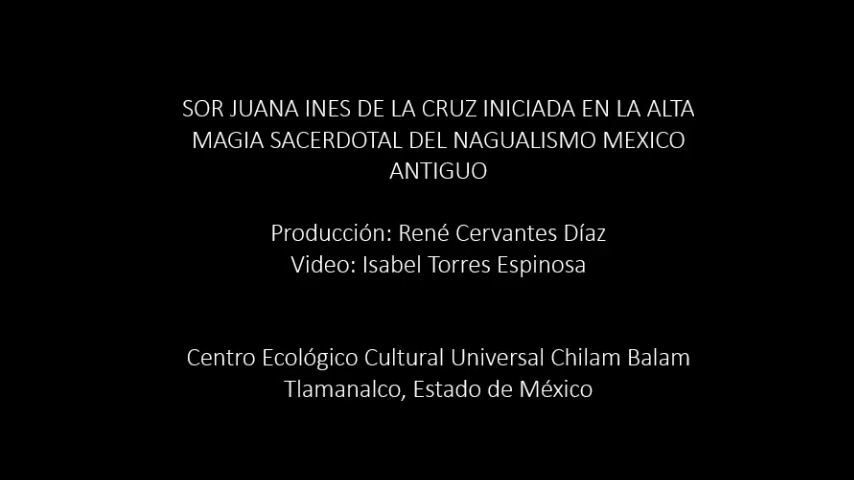 SOR JUANA INES DE LA CRUZ INICIADA EN LA ALTA
MAGIA SACERDOTAL DEL NAGUALISMO MEXICO
ANTIGUO
Producción: René Cervantes Díaz
Video: Isabel Torres Espinosa
Centro Ecológico Cultural Universal Chilam Balam
Tlamanalco, Estado de México